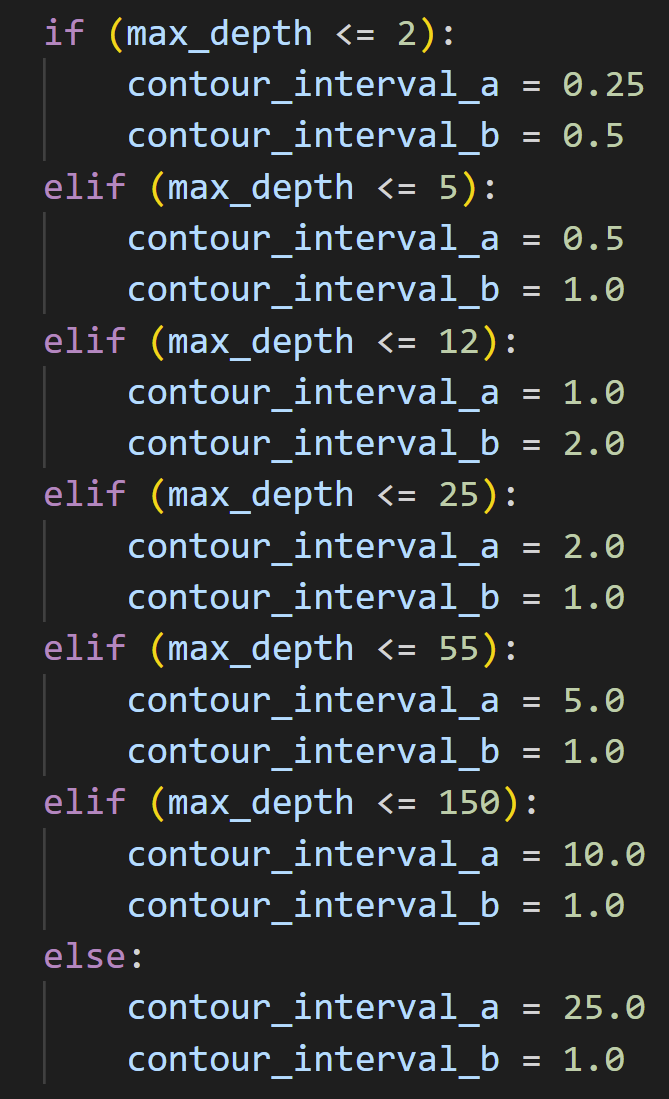 if (max_depth <= 2):
    contour_interval_a = 0.25
    contour_interval_b = 0.5
elif (max_depth <= 5):
    contour_interval_a = 0.5
    contour_interval_b = 1.0
elif (max_depth <= 12):
    contour_interval_a = 1.0
    contour_interval_b = 2.0
elif (max_depth <= 25):
    contour_interval_a = 2.0
    contour_interval_b = 1.0
elif (max_depth <= 55):
    contour_interval_a = 5.0
    contour_interval_b = 1.0
elif (max_depth <= 150):
    contour_interval_a = 10.0
    contour_interval_b = 1.0
else:
    contour_interval_a = 25.0
    contour_interval_b = 1.0